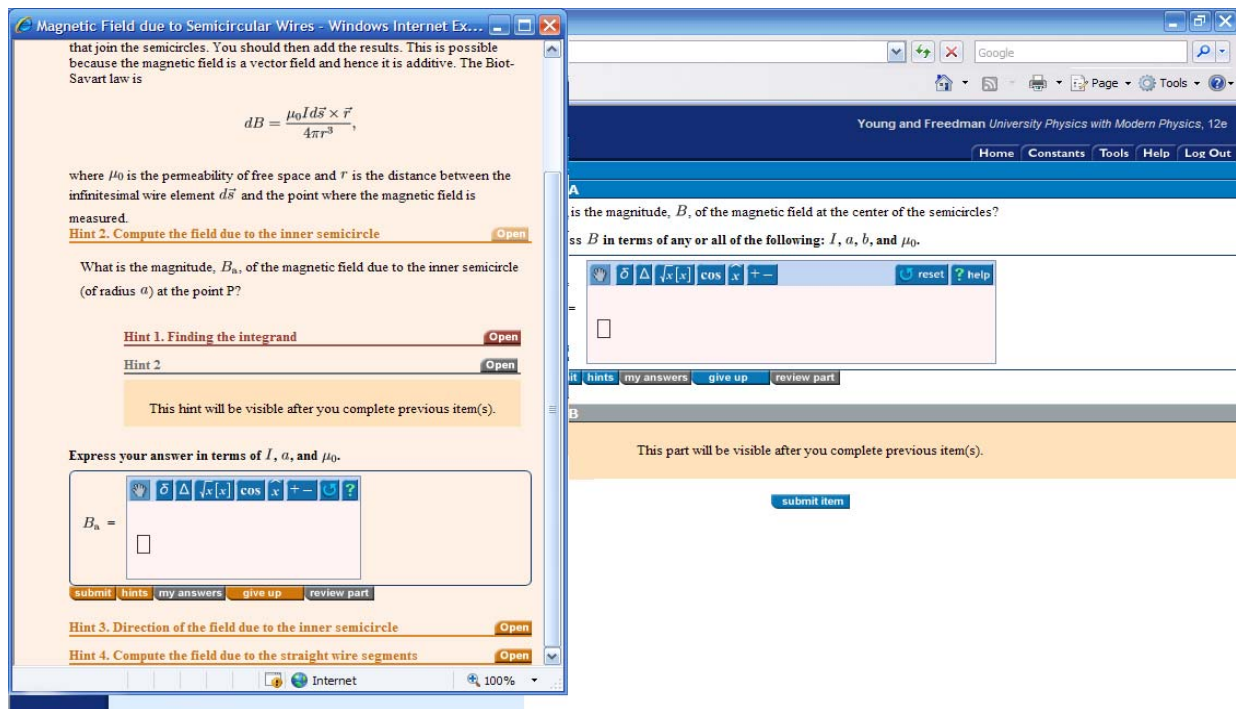 Magnetic Field due to Semicircular Wires - Windows Internet Ex...
that join the semicircles. You should then add the results. This is possible
because the magnetic field is a vector field and hence it is additive. The Biot-
Savart law is
dB = μ₀Id𝑠⃗ × 𝑟⃗ / 4πr³,
where μ₀ is the permeability of free space and r is the distance between the
infinitesimal wire element d𝑠⃗ and the point where the magnetic field is
measured.
Hint 2. Compute the field due to the inner semicircle Open
What is the magnitude, Bₐ, of the magnetic field due to the inner semicircle
(of radius a) at the point P?
Hint 1. Finding the integrand Open
Hint 2 Open
This hint will be visible after you complete previous item(s).
Express your answer in terms of I, a, and μ₀.
δ Δ √x[x] cos x̂ + − ?
Bₐ =
submit hints my answers give up review part
Hint 3. Direction of the field due to the inner semicircle Open
Hint 4. Compute the field due to the straight wire segments Open
Internet 100%
Google
Page Tools
Young and Freedman University Physics with Modern Physics, 12e
Home Constants Tools Help Log Out
A
is the magnitude, B, of the magnetic field at the center of the semicircles?
ss B in terms of any or all of the following: I, a, b, and μ₀.
δ Δ √x[x] cos x̂ + − reset ? help
=
it hints my answers give up review part
B
This part will be visible after you complete previous item(s).
submit item